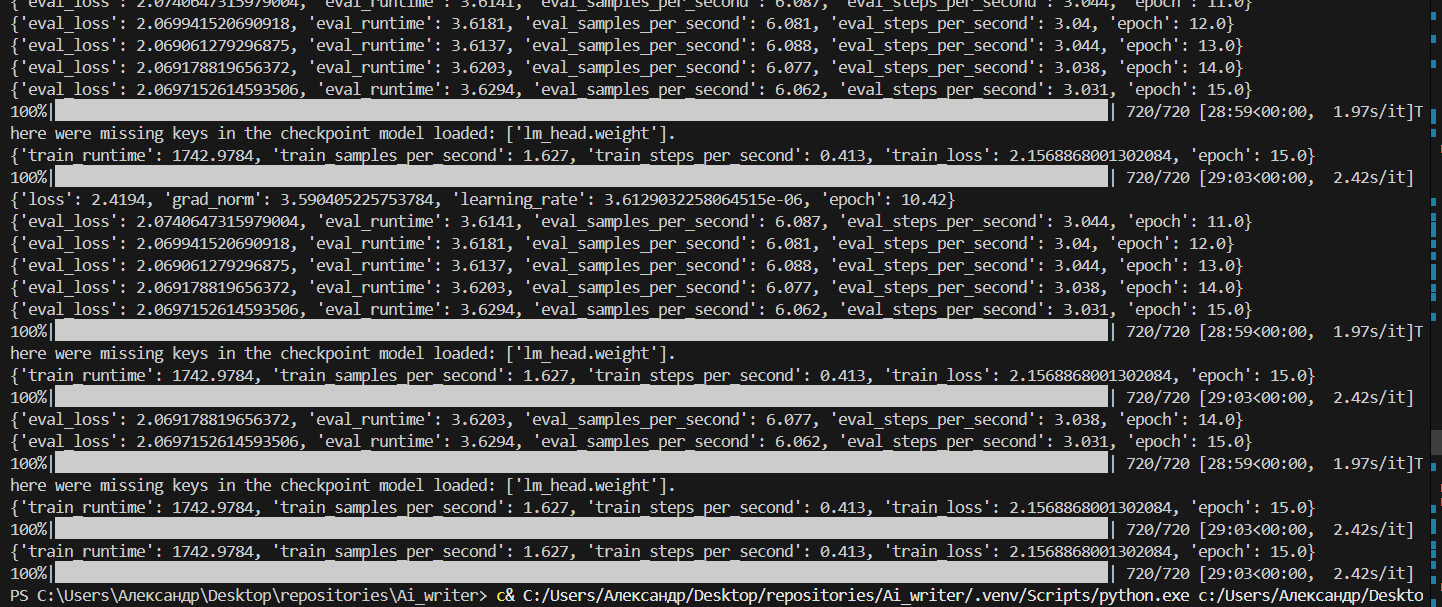 {'eval_loss': 2.0740647315979004, 'eval_runtime': 3.6141, 'eval_samples_per_second': 6.087, 'eval_steps_per_second': 3.044, 'epoch': 11.0}
{'eval_loss': 2.069941520690918, 'eval_runtime': 3.6181, 'eval_samples_per_second': 6.081, 'eval_steps_per_second': 3.04, 'epoch': 12.0}
{'eval_loss': 2.069061279296875, 'eval_runtime': 3.6137, 'eval_samples_per_second': 6.088, 'eval_steps_per_second': 3.044, 'epoch': 13.0}
{'eval_loss': 2.069178819656372, 'eval_runtime': 3.6203, 'eval_samples_per_second': 6.077, 'eval_steps_per_second': 3.038, 'epoch': 14.0}
{'eval_loss': 2.0697152614593506, 'eval_runtime': 3.6294, 'eval_samples_per_second': 6.062, 'eval_steps_per_second': 3.031, 'epoch': 15.0}
100%| | 720/720 [28:59<00:00, 1.97s/it]T
here were missing keys in the checkpoint model loaded: ['lm_head.weight'].
{'train_runtime': 1742.9784, 'train_samples_per_second': 1.627, 'train_steps_per_second': 0.413, 'train_loss': 2.1568868001302084, 'epoch': 15.0}
100%| | 720/720 [29:03<00:00, 2.42s/it]
{'loss': 2.4194, 'grad_norm': 3.590405225753784, 'learning_rate': 3.6129032258064515e-06, 'epoch': 10.42}
{'eval_loss': 2.0740647315979004, 'eval_runtime': 3.6141, 'eval_samples_per_second': 6.087, 'eval_steps_per_second': 3.044, 'epoch': 11.0}
{'eval_loss': 2.069941520690918, 'eval_runtime': 3.6181, 'eval_samples_per_second': 6.081, 'eval_steps_per_second': 3.04, 'epoch': 12.0}
{'eval_loss': 2.069061279296875, 'eval_runtime': 3.6137, 'eval_samples_per_second': 6.088, 'eval_steps_per_second': 3.044, 'epoch': 13.0}
{'eval_loss': 2.069178819656372, 'eval_runtime': 3.6203, 'eval_samples_per_second': 6.077, 'eval_steps_per_second': 3.038, 'epoch': 14.0}
{'eval_loss': 2.0697152614593506, 'eval_runtime': 3.6294, 'eval_samples_per_second': 6.062, 'eval_steps_per_second': 3.031, 'epoch': 15.0}
100%| | 720/720 [28:59<00:00, 1.97s/it]T
here were missing keys in the checkpoint model loaded: ['lm_head.weight'].
{'train_runtime': 1742.9784, 'train_samples_per_second': 1.627, 'train_steps_per_second': 0.413, 'train_loss': 2.1568868001302084, 'epoch': 15.0}
100%| | 720/720 [29:03<00:00, 2.42s/it]
{'eval_loss': 2.069178819656372, 'eval_runtime': 3.6203, 'eval_samples_per_second': 6.077, 'eval_steps_per_second': 3.038, 'epoch': 14.0}
{'eval_loss': 2.0697152614593506, 'eval_runtime': 3.6294, 'eval_samples_per_second': 6.062, 'eval_steps_per_second': 3.031, 'epoch': 15.0}
100%| | 720/720 [28:59<00:00, 1.97s/it]T
here were missing keys in the checkpoint model loaded: ['lm_head.weight'].
{'train_runtime': 1742.9784, 'train_samples_per_second': 1.627, 'train_steps_per_second': 0.413, 'train_loss': 2.1568868001302084, 'epoch': 15.0}
100%| | 720/720 [29:03<00:00, 2.42s/it]
{'train_runtime': 1742.9784, 'train_samples_per_second': 1.627, 'train_steps_per_second': 0.413, 'train_loss': 2.1568868001302084, 'epoch': 15.0}
100%| | 720/720 [29:03<00:00, 2.42s/it]
PS C:\Users\Александр\Desktop\repositories\Ai_writer> c& C:/Users/Александр/Desktop/repositories/Ai_writer/.venv/Scripts/python.exe c:/Users/Александр/Deskto